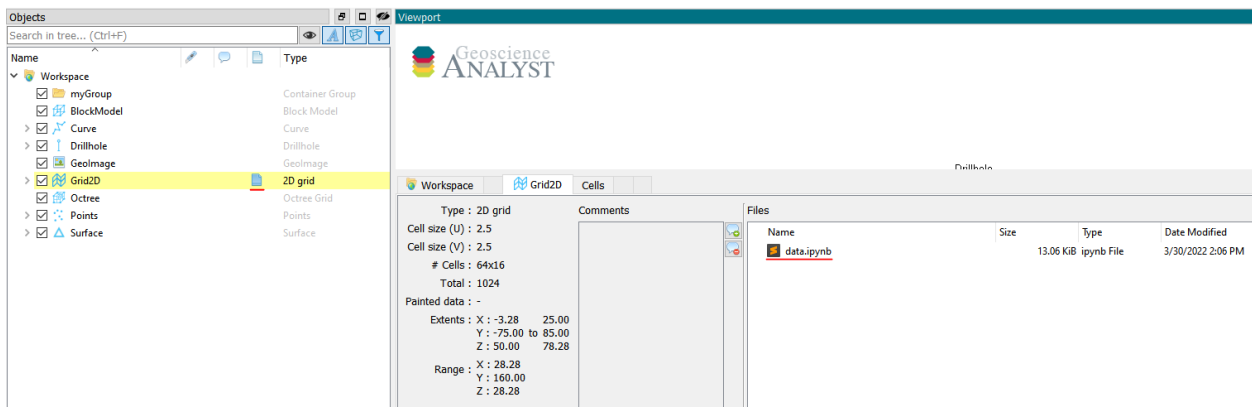 Objects
Search in tree... (Ctrl+F)
Name Type
Workspace
myGroup Container Group
BlockModel Block Model
Curve Curve
Drillhole Drillhole
GeoImage GeoImage
Grid2D 2D grid
Octree Octree Grid
Points Points
Surface Surface
Viewport
Geoscience
ANALYST
Drillhole
Workspace Grid2D Cells
Type : 2D grid
Cell size (U) : 2.5
Cell size (V) : 2.5
# Cells : 64x16
Total : 1024
Painted data : -
Extents : X : -3.28 25.00
Y : -75.00 to 85.00
Z : 50.00 78.28
Range : X : 28.28
Y : 160.00
Z : 28.28
Comments
Files
Name Size Type Date Modified
data.ipynb 13.06 KiB ipynb File 3/30/2022 2:06 PM